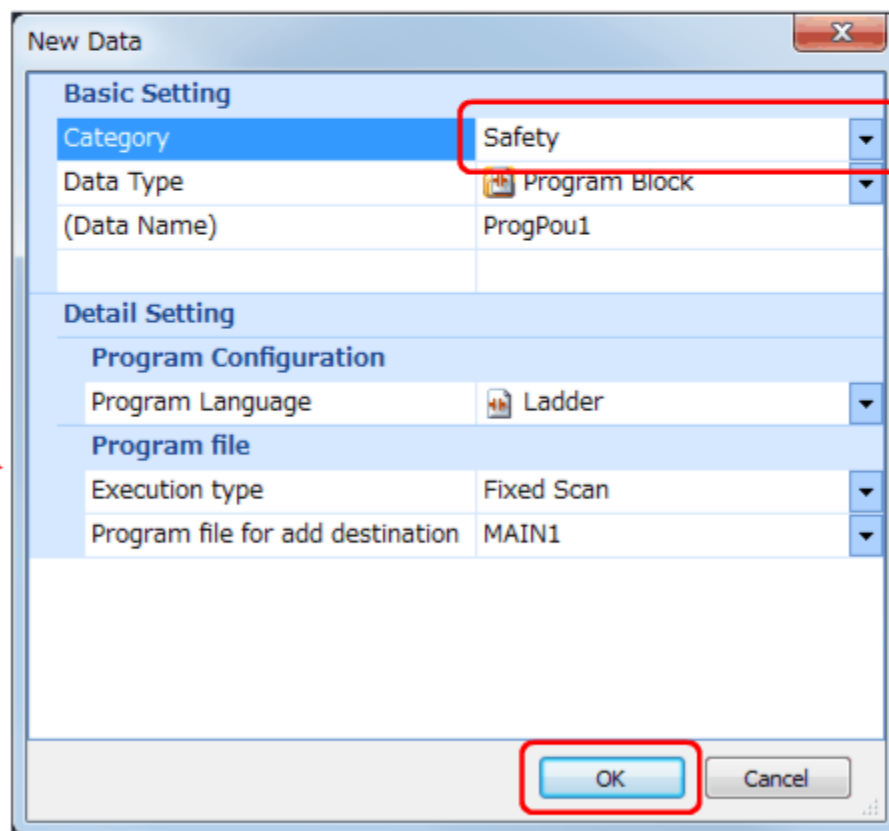 New Data
Basic Setting
Category Safety
Data Type Program Block
(Data Name) ProgPou1
Detail Setting
Program Configuration
Program Language Ladder
Program file
Execution type Fixed Scan
Program file for add destination MAIN1
OK Cancel